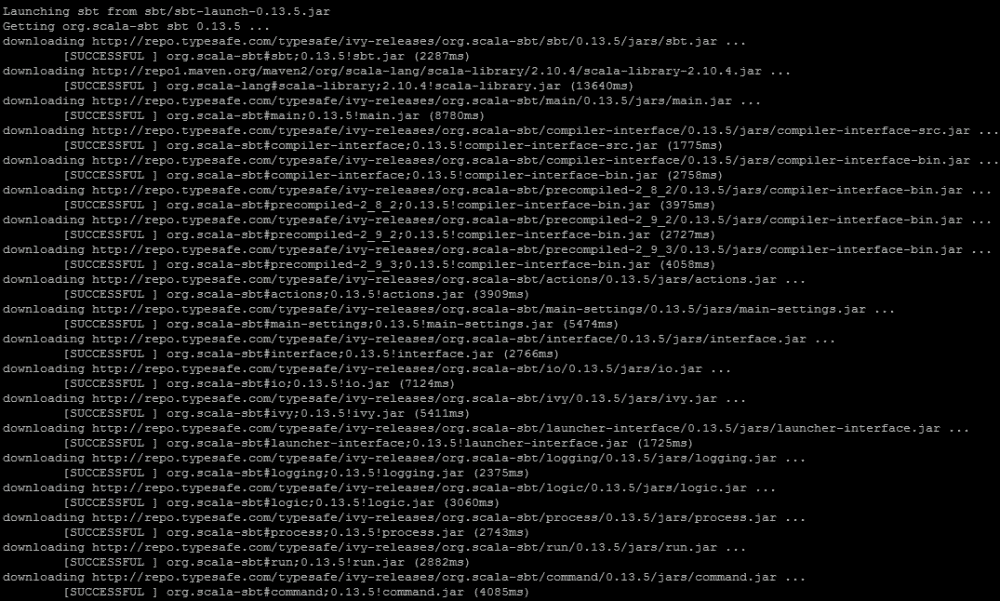 Launching sbt from sbt/sbt-launch-0.13.5.jar
Getting org.scala-sbt sbt 0.13.5 ...
downloading http://repo.typesafe.com/typesafe/ivy-releases/org.scala-sbt/sbt/0.13.5/jars/sbt.jar ...
[SUCCESSFUL ] org.scala-sbt#sbt;0.13.5!sbt.jar (2287ms)
downloading http://repo1.maven.org/maven2/org/scala-lang/scala-library/2.10.4/scala-library-2.10.4.jar ...
[SUCCESSFUL ] org.scala-lang#scala-library;2.10.4!scala-library.jar (13640ms)
downloading http://repo.typesafe.com/typesafe/ivy-releases/org.scala-sbt/main/0.13.5/jars/main.jar ...
[SUCCESSFUL ] org.scala-sbt#main;0.13.5!main.jar (8780ms)
downloading http://repo.typesafe.com/typesafe/ivy-releases/org.scala-sbt/compiler-interface/0.13.5/jars/compiler-interface-src.jar ...
[SUCCESSFUL ] org.scala-sbt#compiler-interface;0.13.5!compiler-interface-src.jar (1775ms)
downloading http://repo.typesafe.com/typesafe/ivy-releases/org.scala-sbt/compiler-interface/0.13.5/jars/compiler-interface-bin.jar ...
[SUCCESSFUL ] org.scala-sbt#compiler-interface;0.13.5!compiler-interface-bin.jar (2758ms)
downloading http://repo.typesafe.com/typesafe/ivy-releases/org.scala-sbt/precompiled-2_8_2/0.13.5/jars/compiler-interface-bin.jar ...
[SUCCESSFUL ] org.scala-sbt#precompiled-2_8_2;0.13.5!compiler-interface-bin.jar (3975ms)
downloading http://repo.typesafe.com/typesafe/ivy-releases/org.scala-sbt/precompiled-2_9_2/0.13.5/jars/compiler-interface-bin.jar ...
[SUCCESSFUL ] org.scala-sbt#precompiled-2_9_2;0.13.5!compiler-interface-bin.jar (2727ms)
downloading http://repo.typesafe.com/typesafe/ivy-releases/org.scala-sbt/precompiled-2_9_3/0.13.5/jars/compiler-interface-bin.jar ...
[SUCCESSFUL ] org.scala-sbt#precompiled-2_9_3;0.13.5!compiler-interface-bin.jar (4058ms)
downloading http://repo.typesafe.com/typesafe/ivy-releases/org.scala-sbt/actions/0.13.5/jars/actions.jar ...
[SUCCESSFUL ] org.scala-sbt#actions;0.13.5!actions.jar (3909ms)
downloading http://repo.typesafe.com/typesafe/ivy-releases/org.scala-sbt/main-settings/0.13.5/jars/main-settings.jar ...
[SUCCESSFUL ] org.scala-sbt#main-settings;0.13.5!main-settings.jar (5474ms)
downloading http://repo.typesafe.com/typesafe/ivy-releases/org.scala-sbt/interface/0.13.5/jars/interface.jar ...
[SUCCESSFUL ] org.scala-sbt#interface;0.13.5!interface.jar (2766ms)
downloading http://repo.typesafe.com/typesafe/ivy-releases/org.scala-sbt/io/0.13.5/jars/io.jar ...
[SUCCESSFUL ] org.scala-sbt#io;0.13.5!io.jar (7124ms)
downloading http://repo.typesafe.com/typesafe/ivy-releases/org.scala-sbt/ivy/0.13.5/jars/ivy.jar ...
[SUCCESSFUL ] org.scala-sbt#ivy;0.13.5!ivy.jar (5411ms)
downloading http://repo.typesafe.com/typesafe/ivy-releases/org.scala-sbt/launcher-interface/0.13.5/jars/launcher-interface.jar ...
[SUCCESSFUL ] org.scala-sbt#launcher-interface;0.13.5!launcher-interface.jar (1725ms)
downloading http://repo.typesafe.com/typesafe/ivy-releases/org.scala-sbt/logging/0.13.5/jars/logging.jar ...
[SUCCESSFUL ] org.scala-sbt#logging;0.13.5!logging.jar (2375ms)
downloading http://repo.typesafe.com/typesafe/ivy-releases/org.scala-sbt/logic/0.13.5/jars/logic.jar ...
[SUCCESSFUL ] org.scala-sbt#logic;0.13.5!logic.jar (3060ms)
downloading http://repo.typesafe.com/typesafe/ivy-releases/org.scala-sbt/process/0.13.5/jars/process.jar ...
[SUCCESSFUL ] org.scala-sbt#process;0.13.5!process.jar (2743ms)
downloading http://repo.typesafe.com/typesafe/ivy-releases/org.scala-sbt/run/0.13.5/jars/run.jar ...
[SUCCESSFUL ] org.scala-sbt#run;0.13.5!run.jar (2882ms)
downloading http://repo.typesafe.com/typesafe/ivy-releases/org.scala-sbt/command/0.13.5/jars/command.jar ...
[SUCCESSFUL ] org.scala-sbt#command;0.13.5!command.jar (4085ms)